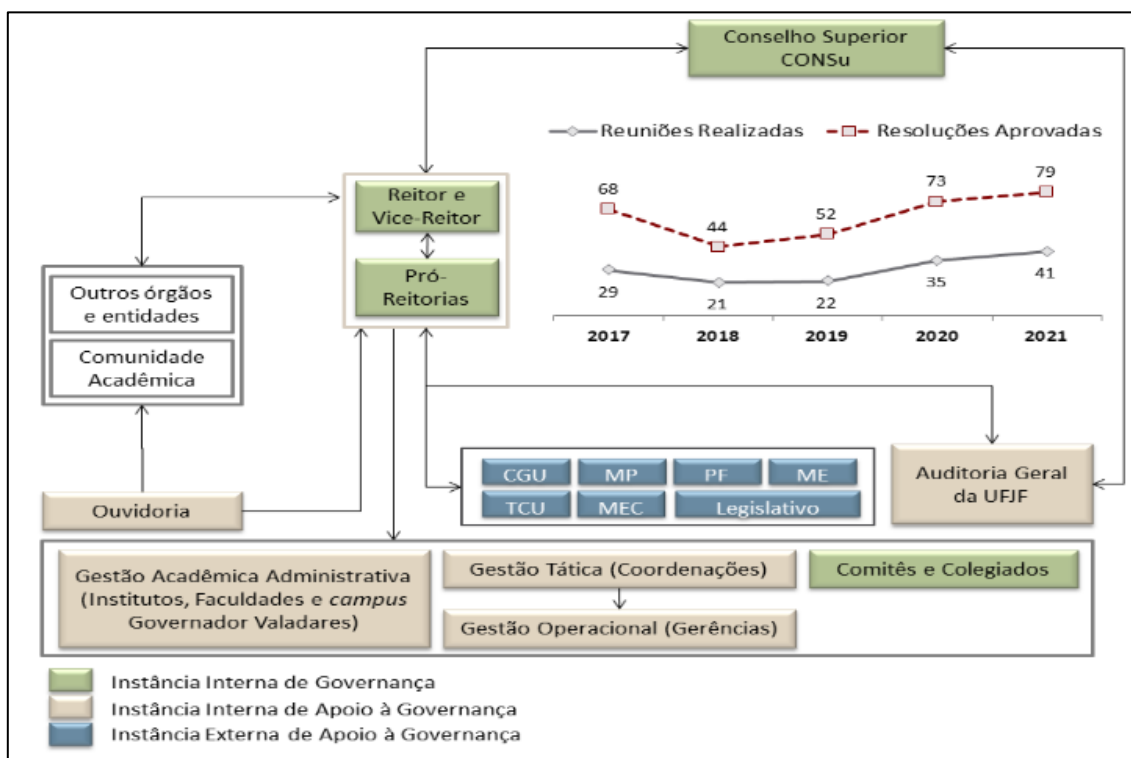 Conselho Superior
CONSu
Reuniões Realizadas
Resoluções Aprovadas
68
44
52
73
79
29
21
22
35
41
2017
2018
2019
2020
2021
Reitor e
Vice-Reitor
Pró-
Reitorias
Outros órgãos
e entidades
Comunidade
Acadêmica
Ouvidoria
CGU
MP
PF
ME
TCU
MEC
Legislativo
Auditoria Geral
da UFJF
Gestão Acadêmica Administrativa
(Institutos, Faculdades e campus
Governador Valadares)
Gestão Tática (Coordenações)
Gestão Operacional (Gerências)
Comitês e Colegiados
Instância Interna de Governança
Instância Interna de Apoio à Governança
Instância Externa de Apoio à Governança